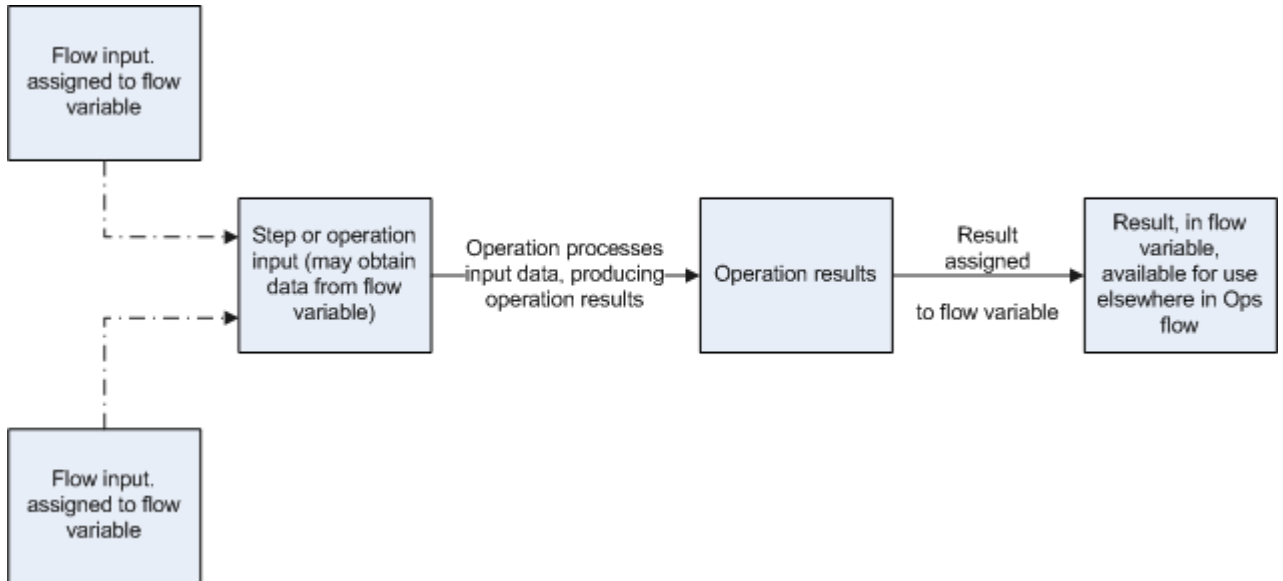 Flow input.
assigned to flow
variable
Step or operation
input (may obtain
data from flow
variable)
Operation processes
input data, producing
operation results
Operation results
Result
assigned
to flow variable
Result, in flow
variable,
available for use
elsewhere in Ops
flow
Flow input.
assigned to flow
variable